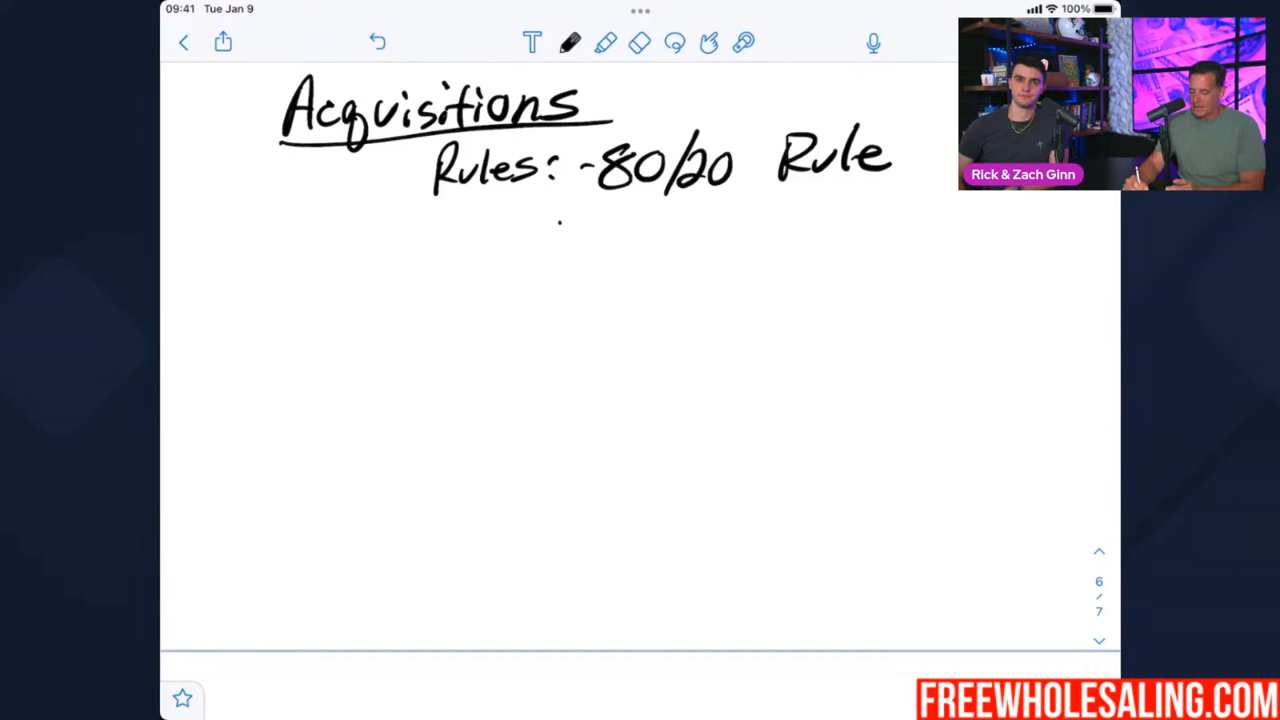 09:41 Tue Jan 9
100%
T
Acquisitions
Rules: -80/20 Rule
Rick & Zach Ginn
6
/
7
FREEWHOLESALING.COM